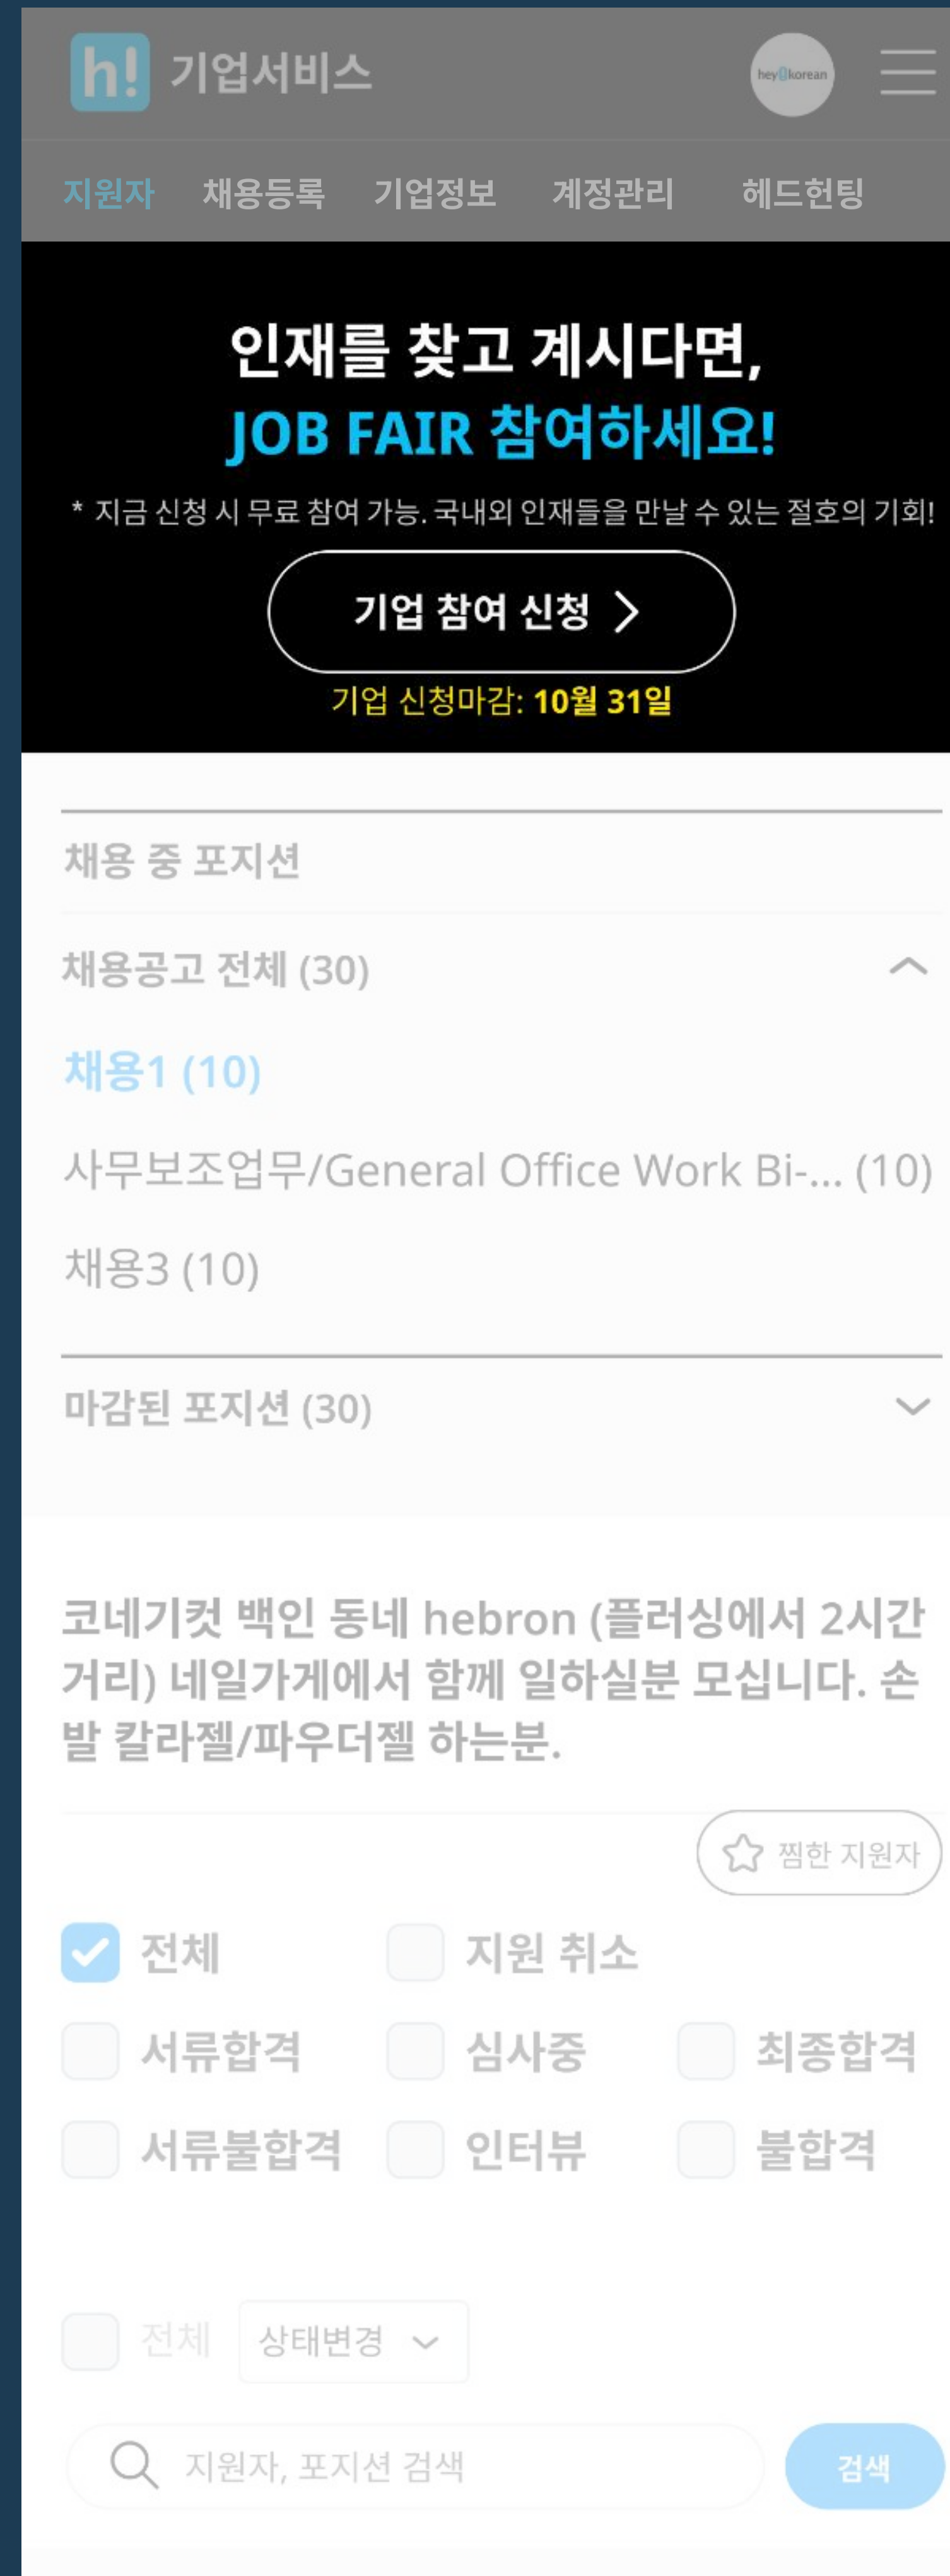 h! 기업서비스
hey!korean
지원자 채용등록 기업정보 계정관리 헤드헌팅
인재를 찾고 계시다면,
JOB FAIR 참여하세요!
* 지금 신청 시 무료 참여 가능. 국내외 인재들을 만날 수 있는 절호의 기회!
기업 참여 신청
기업 신청마감: 10월 31일
채용 중 포지션
채용공고 전체 (30)
채용1 (10)
사무보조업무/General Office Work Bi-... (10)
채용3 (10)
마감된 포지션 (30)
코네기컷 백인 동네 hebron (플러싱에서 2시간
거리) 네일가게에서 함께 일하실분 모십니다. 손
발 칼라젤/파우더젤 하는분.
찜한 지원자
전체 지원 취소
서류합격 심사중 최종합격
서류불합격 인터뷰 불합격
전체 상태변경
지원자, 포지션 검색 검색